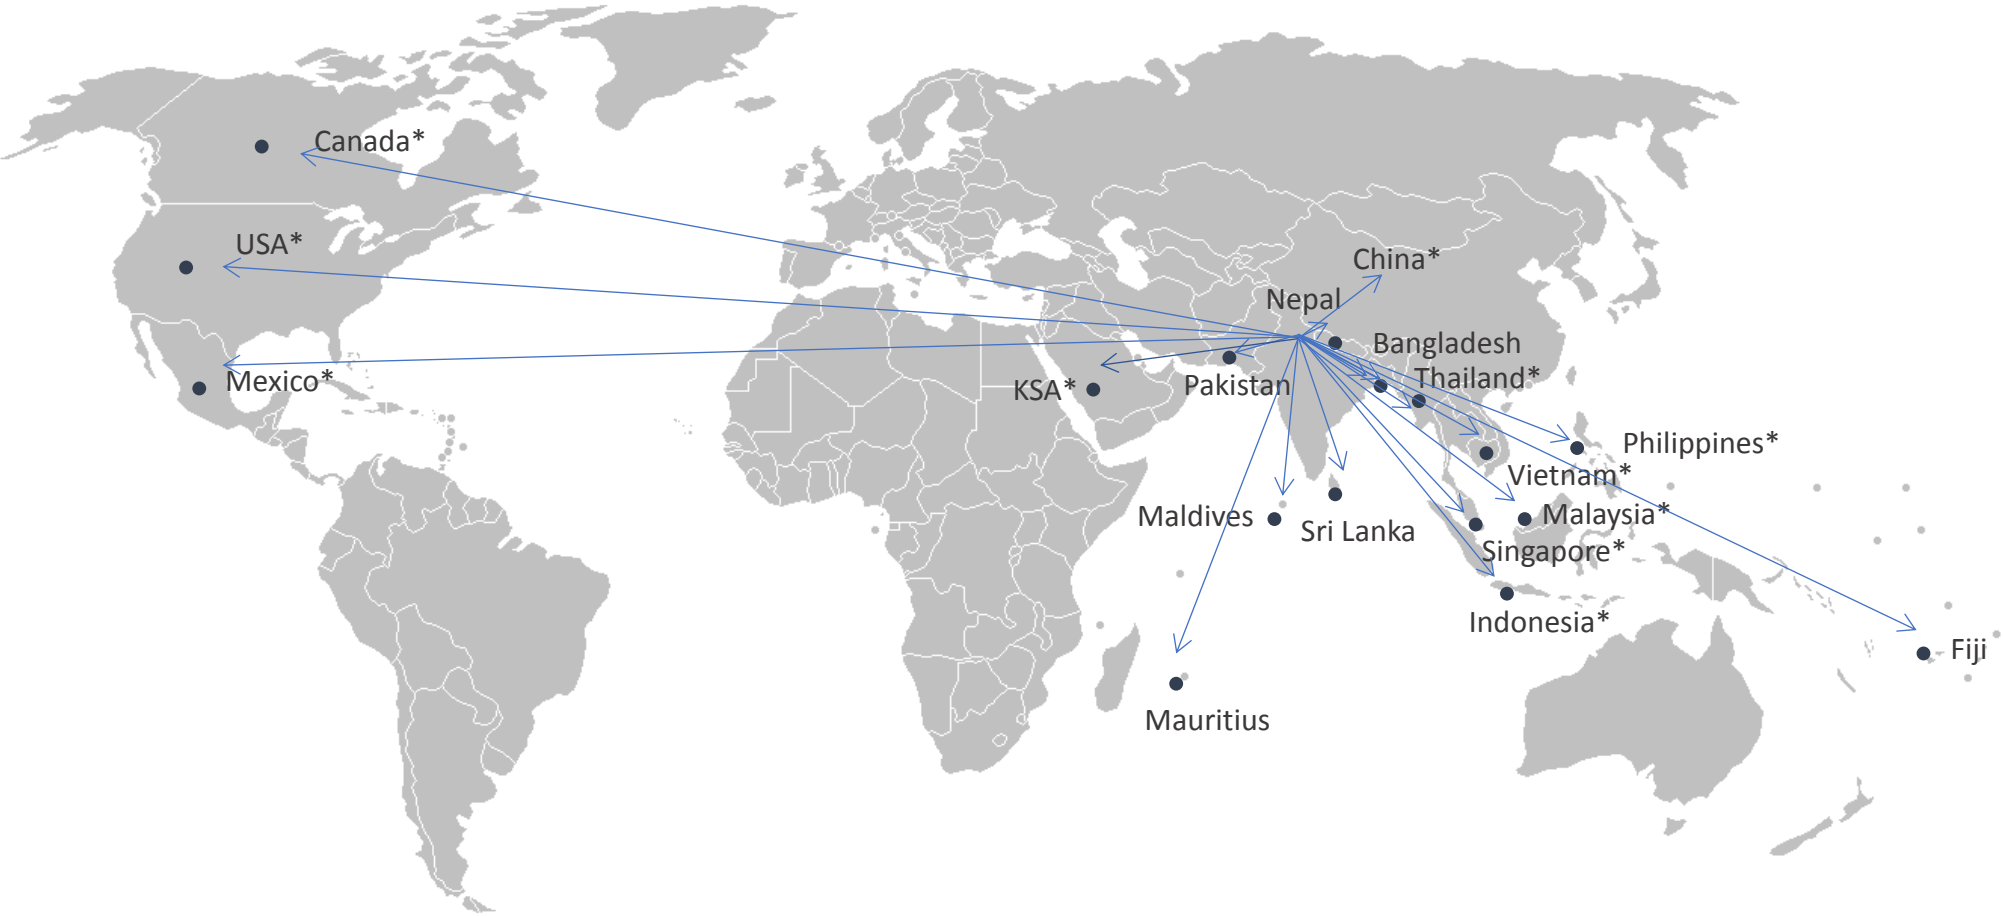 Canada*
USA*
China*
Nepal
Bangladesh
Thailand*
Mexico*
KSA*
Pakistan
Philippines*
Vietnam*
Maldives
Sri Lanka
Malaysia*
Singapore*
Indonesia*
Fiji
Mauritius